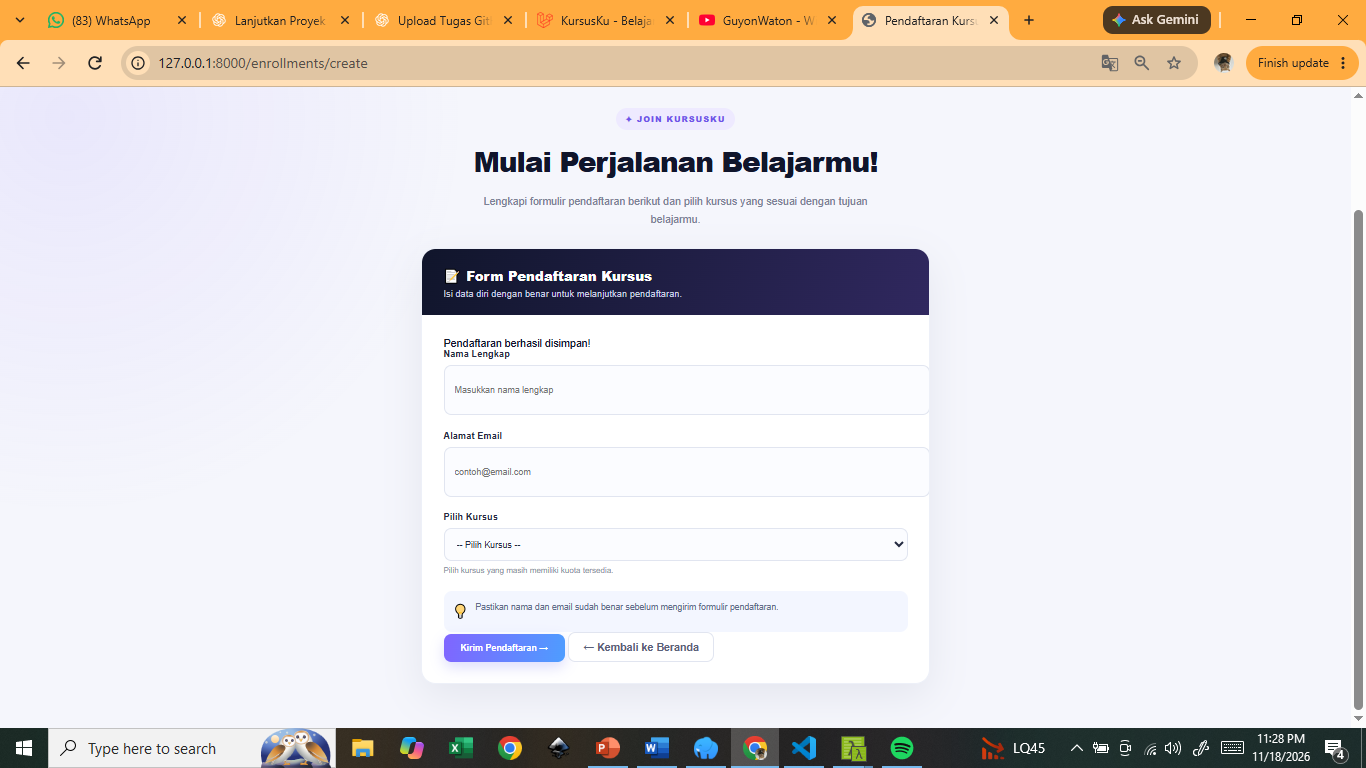 (83) WhatsApp
Lanjutkan Proyek
Upload Tugas Git
KursusKu - Belaja
GuyonWaton - W
Pendaftaran Kursu
Ask Gemini
127.0.0.1:8000/enrollments/create
Finish update
✦ JOIN KURSUSKU
Mulai Perjalanan Belajarmu!
Lengkapi formulir pendaftaran berikut dan pilih kursus yang sesuai dengan tujuan
belajarmu.
📝 Form Pendaftaran Kursus
Isi data diri dengan benar untuk melanjutkan pendaftaran.
Pendaftaran berhasil disimpan!
Nama Lengkap
Masukkan nama lengkap
Alamat Email
contoh@email.com
Pilih Kursus
-- Pilih Kursus --
Pilih kursus yang masih memiliki kuota tersedia.
Pastikan nama dan email sudah benar sebelum mengirim formulir pendaftaran.
Kirim Pendaftaran →
← Kembali ke Beranda
Type here to search
LQ45
11:28 PM
11/18/2026
4